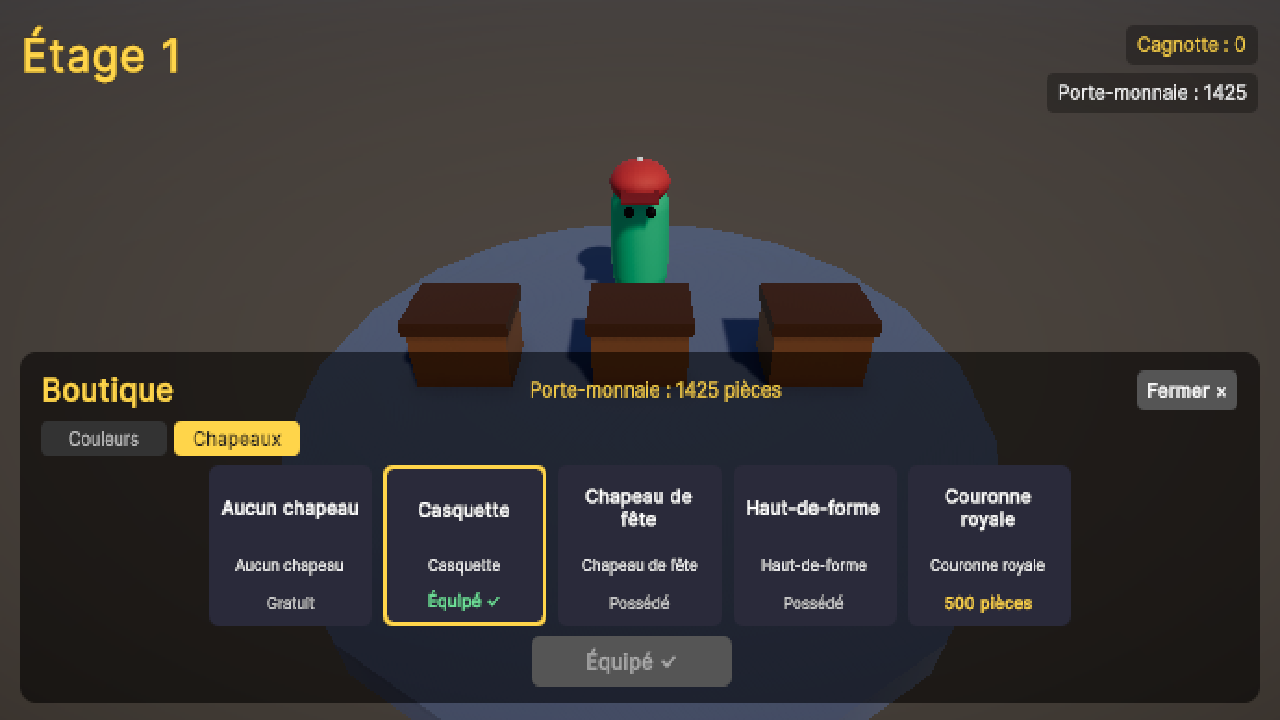 Étage 1
Cagnotte : 0
Porte-monnaie : 1425
Boutique
Porte-monnaie : 1425 pièces
Fermer ×
Couleurs
Chapeaux
Aucun chapeau
Aucun chapeau
Gratuit
Casquette
Casquette
Équipé ✓
Chapeau de
fête
Chapeau de fête
Possédé
Haut-de-forme
Haut-de-forme
Possédé
Couronne
royale
Couronne royale
500 pièces
Équipé ✓